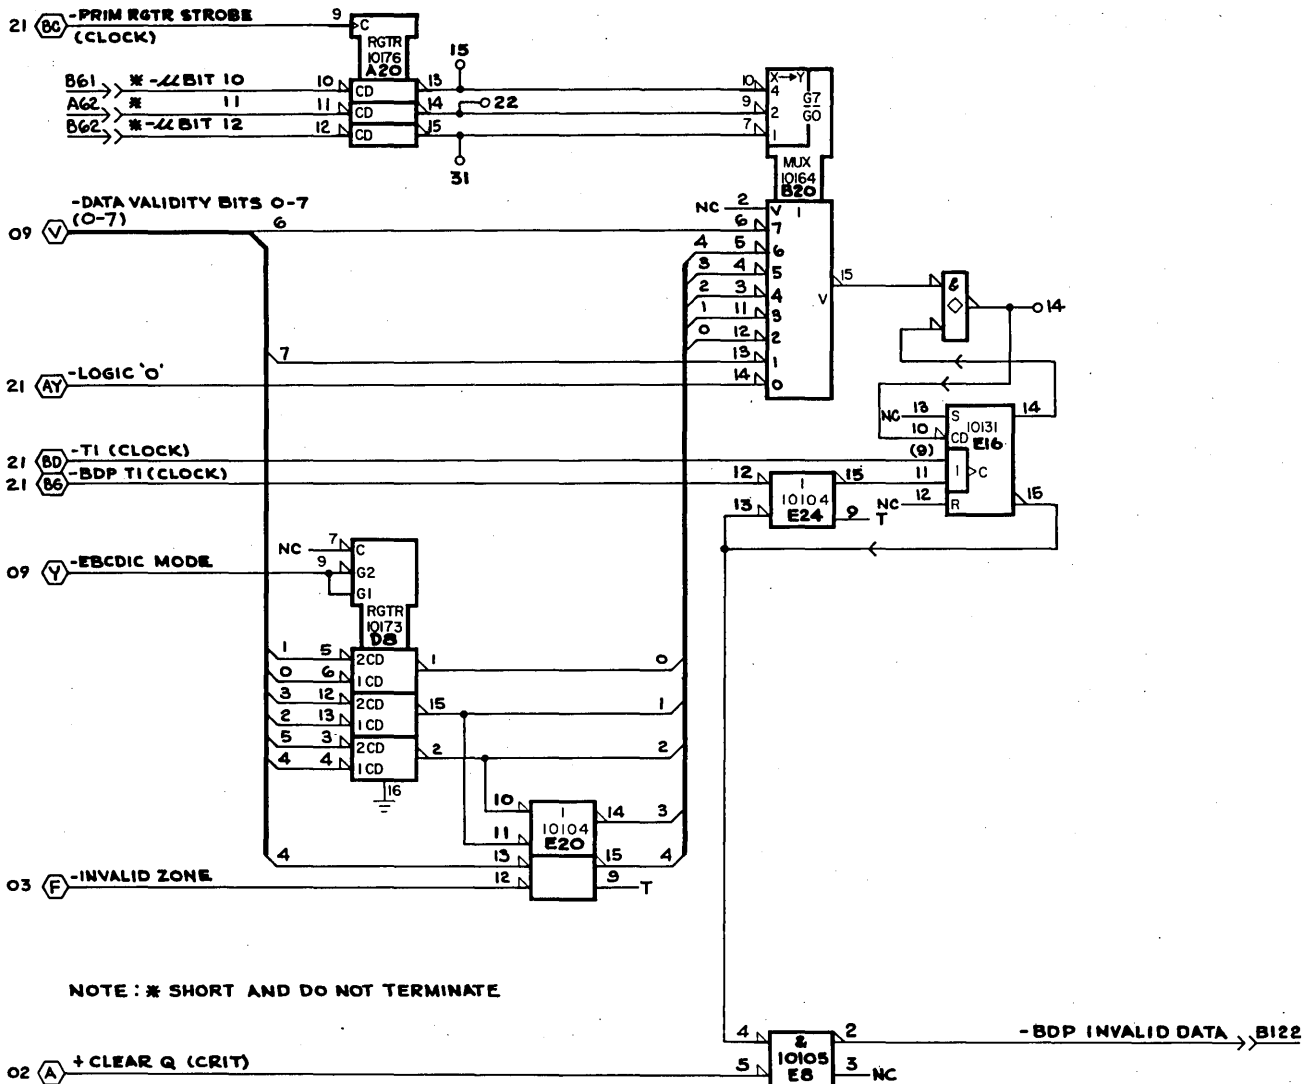 21 BC -PRIM RGTR STROBE (CLOCK) 9 C
RGTR
10176
A20
15
B61 * -µBIT 10 10 CD 13 10 4 X→Y
A62 * 11 11 CD 14 22 9 2 G7
B62 * -µBIT 12 12 CD 15 7 1 G0
31
MUX
10164
B20
-DATA VALIDITY BITS 0-7
(0-7)
09 V 6
NC 2 V 1
6 7
4 5 6
3 4 5
2 3 4
1 11 3
0 12 2
7 13 1
V 15
& ◇ 14
21 AY -LOGIC '0' 14 0
NC 13 S 14
10 CD 10131
E16
21 BD -T1 (CLOCK) (9)
21 BG -BDP T1 (CLOCK) 12 1 15 11 1 C
13 10104
E24 9 T
NC 12 R 15
NC 7 C
09 Y -EBCDIC MODE 9 G2
G1
RGTR
10173
D8
1 5 2CD 1 0
0 6 1CD
3 12 2CD 15 1
2 13 1CD
5 3 2CD 2 2
4 4 1CD
16
10 1 14 3
11 10104
E20
4 13 15 4
03 F -INVALID ZONE 12 9 T
NOTE: * SHORT AND DO NOT TERMINATE
4 & 2 -BDP INVALID DATA B122
02 A + CLEAR Q (CRIT) 5 10105
E8 3 NC